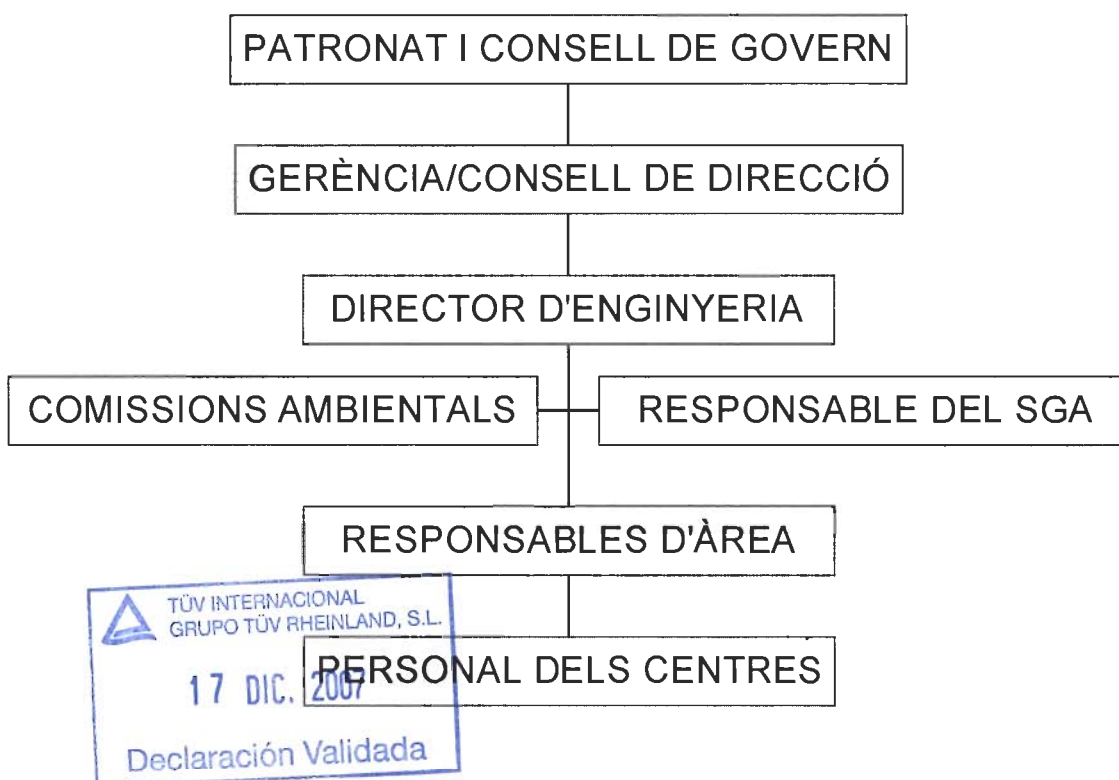 PATRONAT I CONSELL DE GOVERN
GERÈNCIA/CONSELL DE DIRECCIÓ
DIRECTOR D'ENGINYERIA
COMISSIONS AMBIENTALS
RESPONSABLE DEL SGA
RESPONSABLES D'ÀREA
PERSONAL DELS CENTRES
TÜV INTERNACIONAL
GRUPO TÜV RHEINLAND, S.L.
17 DIC. 2007
Declaración Validada